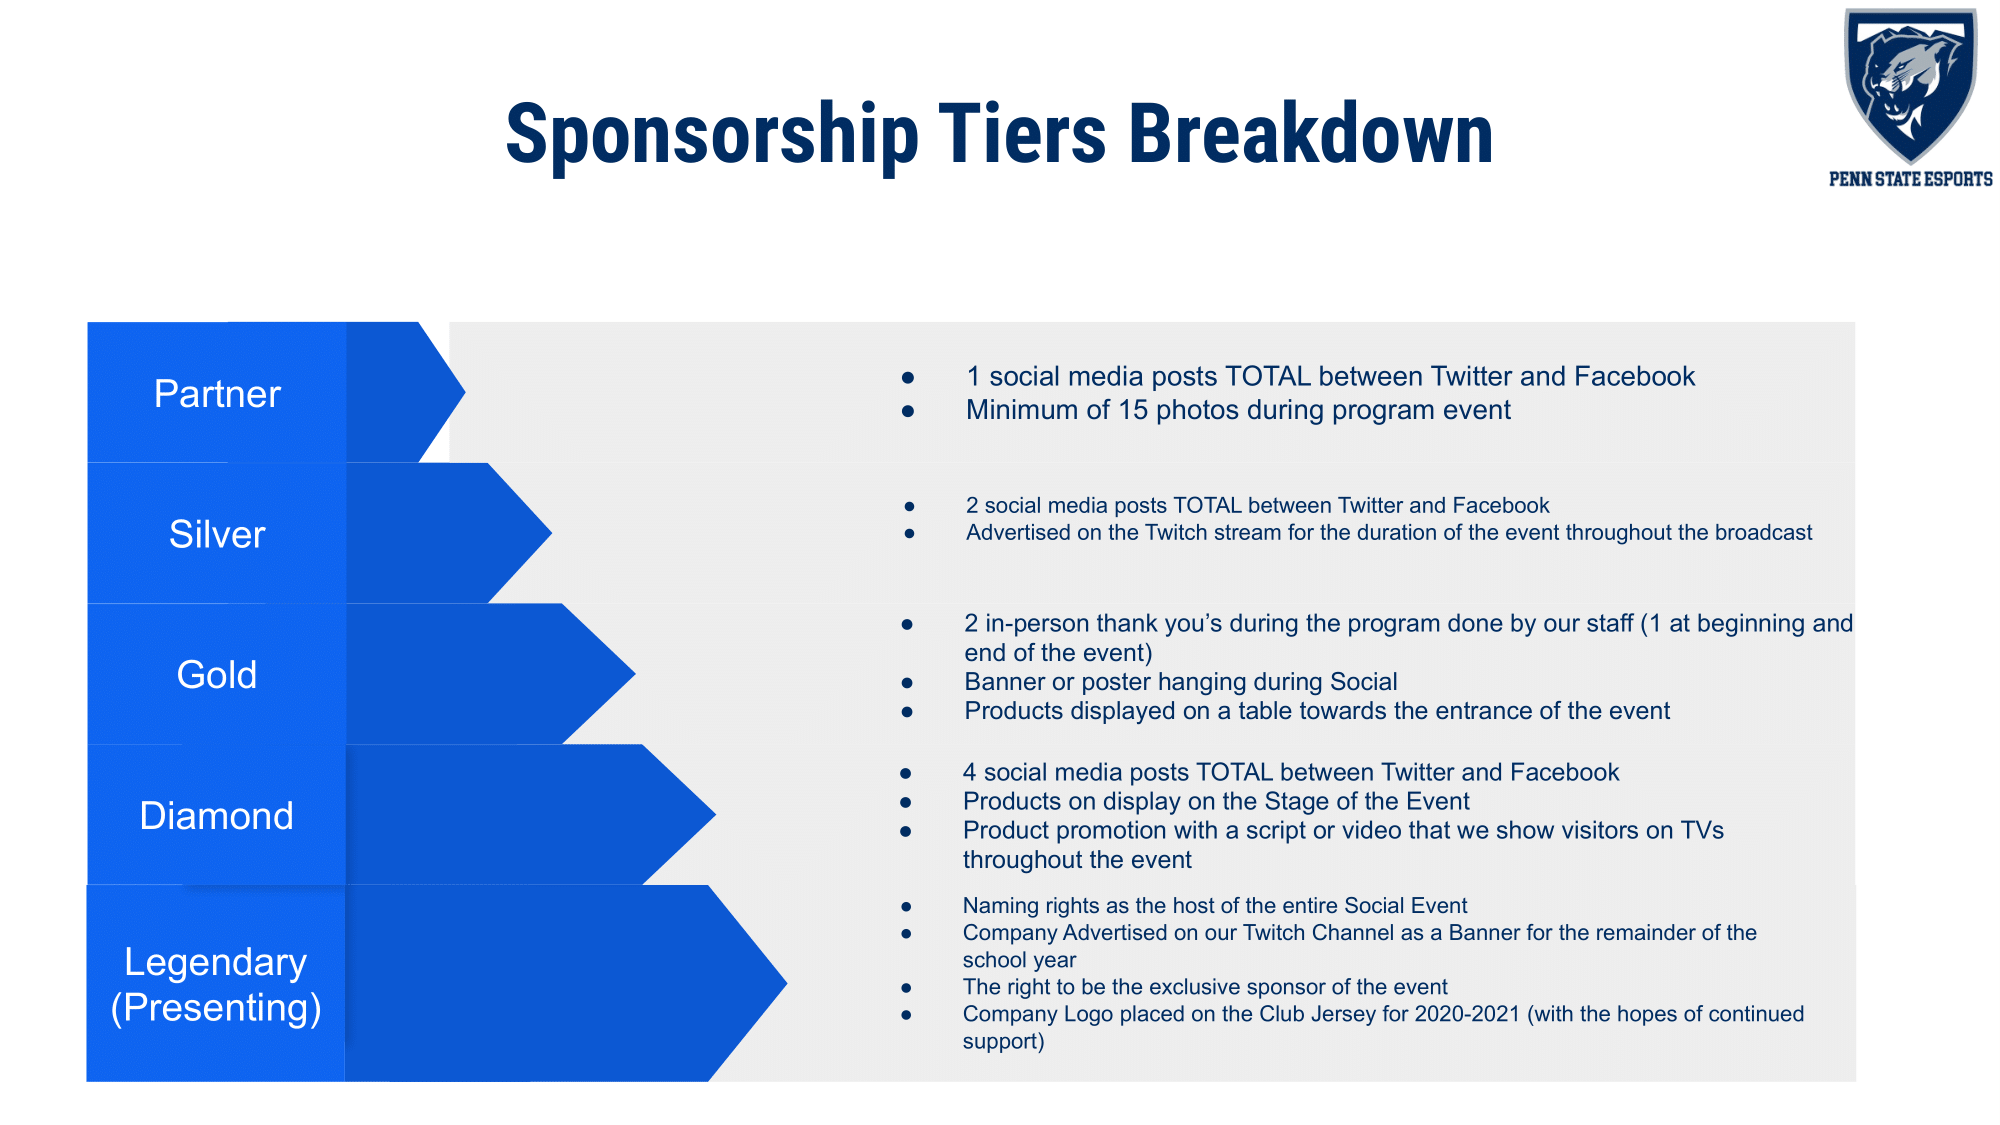 Sponsorship Tiers Breakdown
PENN STATE ESPORTS
Partner
● 1 social media posts TOTAL between Twitter and Facebook
● Minimum of 15 photos during program event
Silver
● 2 social media posts TOTAL between Twitter and Facebook
● Advertised on the Twitch stream for the duration of the event throughout the broadcast
Gold
● 2 in-person thank you’s during the program done by our staff (1 at beginning and
end of the event)
● Banner or poster hanging during Social
● Products displayed on a table towards the entrance of the event
Diamond
● 4 social media posts TOTAL between Twitter and Facebook
● Products on display on the Stage of the Event
● Product promotion with a script or video that we show visitors on TVs
throughout the event
Legendary
(Presenting)
● Naming rights as the host of the entire Social Event
● Company Advertised on our Twitch Channel as a Banner for the remainder of the
school year
● The right to be the exclusive sponsor of the event
● Company Logo placed on the Club Jersey for 2020-2021 (with the hopes of continued
support)